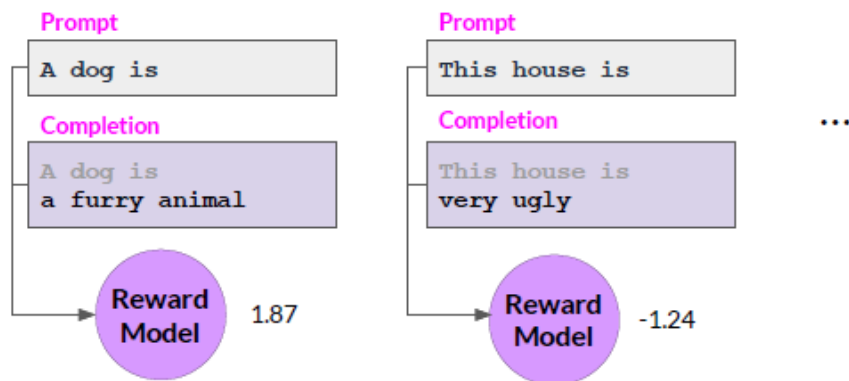 Prompt
A dog is
Completion
A dog is
a furry animal
Reward
Model
1.87
Prompt
This house is
Completion
This house is
very ugly
Reward
Model
-1.24
...